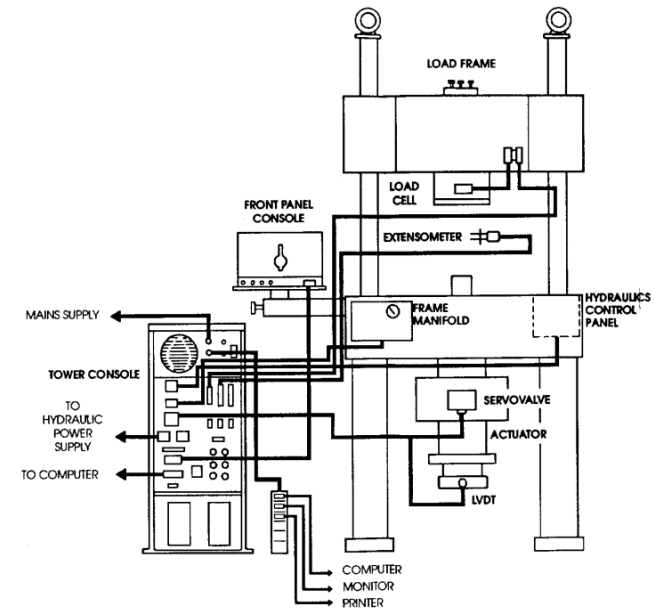 LOAD FRAME
LOAD
CELL
FRONT PANEL
CONSOLE
EXTENSOMETER
HYDRAULICS
CONTROL
PANEL
FRAME
MANIFOLD
MAINS SUPPLY
TOWER CONSOLE
SERVOVALVE
TO
HYDRAULIC
POWER
SUPPLY
ACTUATOR
TO COMPUTER
LVDT
COMPUTER
MONITOR
PRINTER